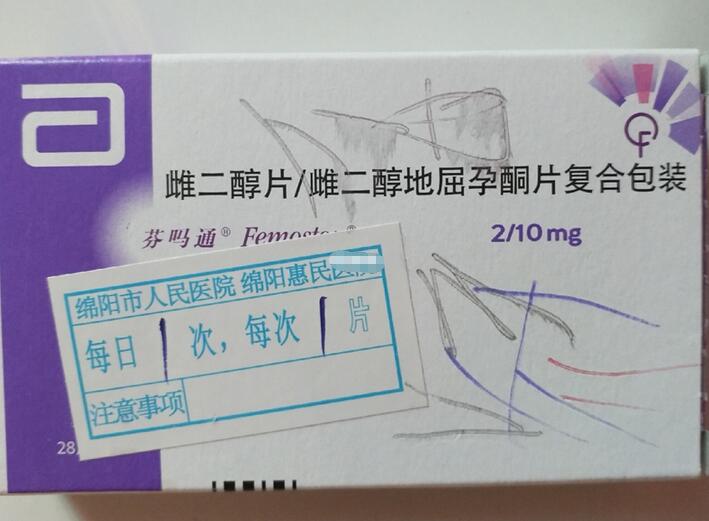 雌二醇片/雌二醇地屈孕酮片复合包装
芬吗通® Femoston®
2/10 mg
绵阳市人民医院 绵阳惠民医院
每日1次，每次1片
注意事项
28